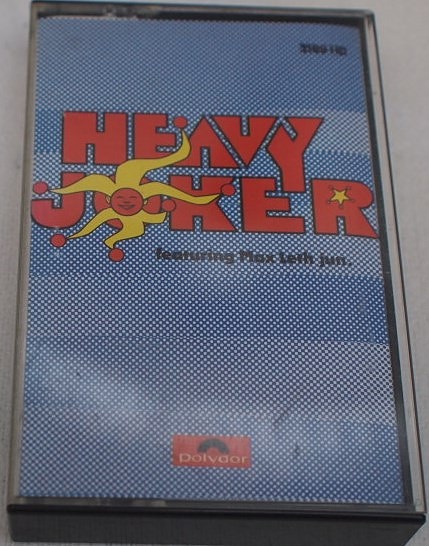 HEAVY
JOKER
featuring Max Leth jun.
polydor